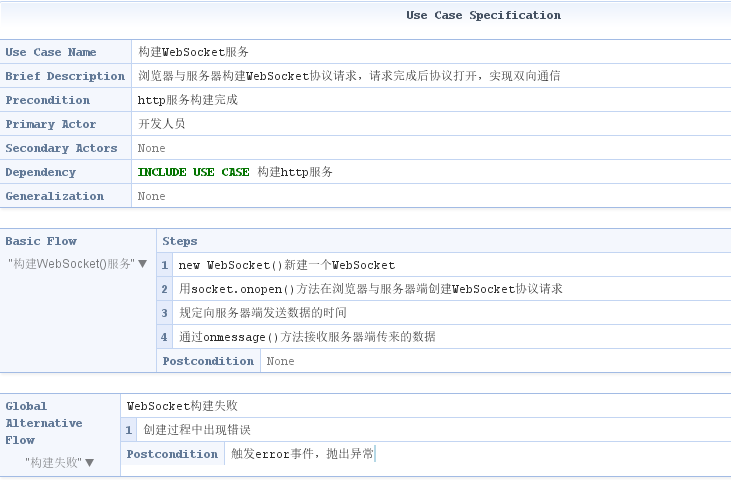 Use Case Specification
Use Case Name 构建WebSocket服务
Brief Description 浏览器与服务器构建WebSocket协议请求，请求完成后协议打开，实现双向通信
Precondition http服务构建完成
Primary Actor 开发人员
Secondary Actors None
Dependency INCLUDE USE CASE 构建http服务
Generalization None
Basic Flow Steps
"构建WebSocket()服务" ▼
1 new WebSocket()新建一个WebSocket
2 用socket.onopen()方法在浏览器与服务器端创建WebSocket协议请求
3 规定向服务器端发送数据的时间
4 通过onmessage()方法接收服务器端传来的数据
Postcondition None
Global Alternative Flow
"构建失败" ▼
WebSocket构建失败
1 创建过程中出现错误
Postcondition 触发error事件，抛出异常